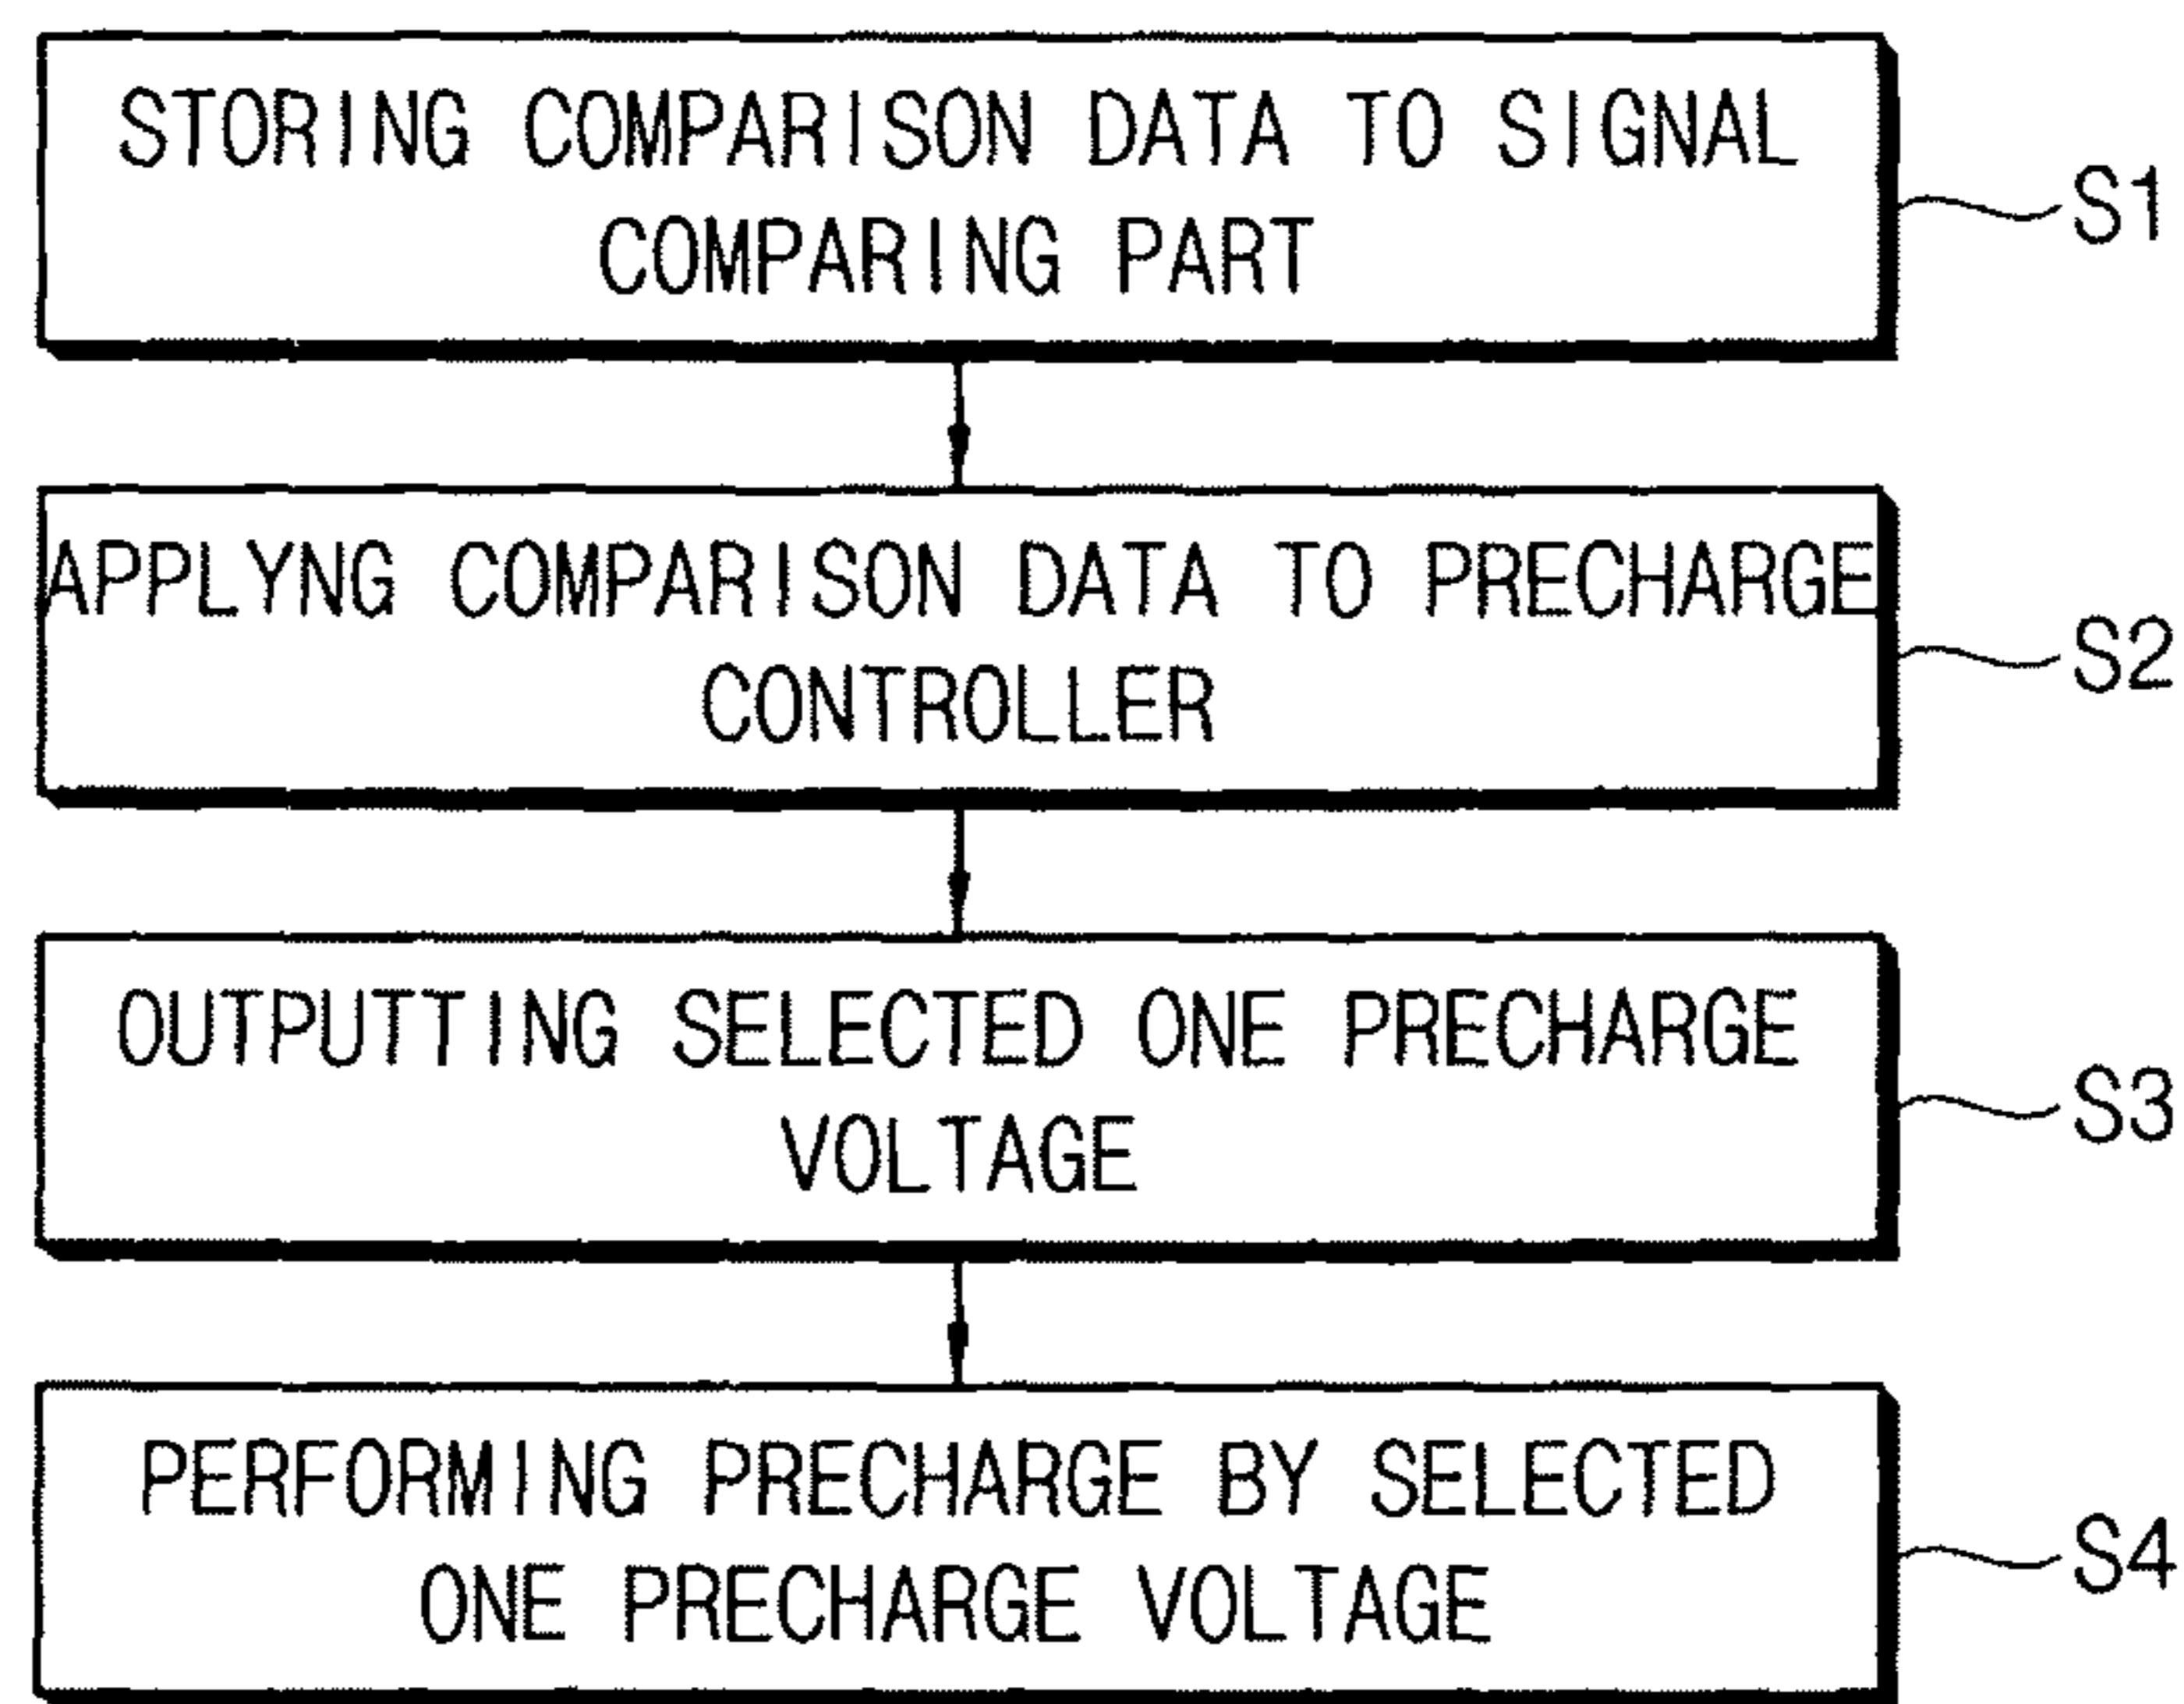 STORING COMPARISON DATA TO SIGNAL
COMPARING PART
S1
APPLYNG COMPARISON DATA TO PRECHARGE
CONTROLLER
S2
OUTPUTTING SELECTED ONE PRECHARGE
VOLTAGE
S3
PERFORMING PRECHARGE BY SELECTED
ONE PRECHARGE VOLTAGE
S4